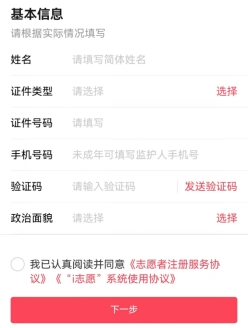 基本信息
请根据实际情况填写
姓名 请填写简体姓名
证件类型 请选择 选择
证件号码 请填写
手机号码 未成年可填写监护人手机号
验证码 请输入验证码 发送验证码
政治面貌 请选择 选择
我已认真阅读并同意《志愿者注册服务协
议》《“i志愿”系统使用协议》
下一步